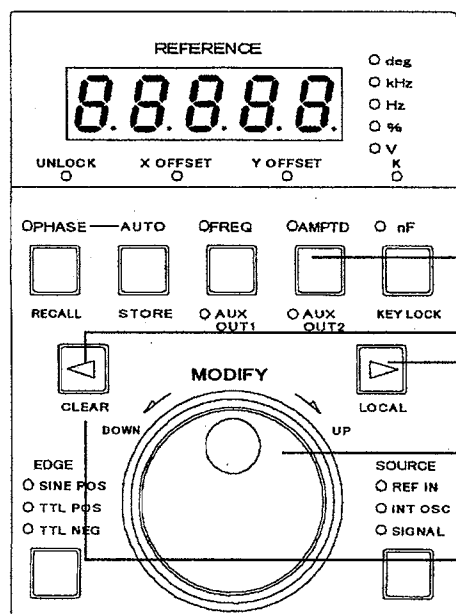 REFERENCE
8.8.8.8.8.
deg
kHz
Hz
%
V
UNLOCK X OFFSET Y OFFSET K
PHASE AUTO FREQ AMPTD nF
RECALL STORE AUX OUT1 AUX OUT2 KEY LOCK
MODIFY
CLEAR LOCAL
DOWN UP
EDGE
SINE POS
TTL POS
TTL NEG
SOURCE
REF IN
INT OSC
SIGNAL